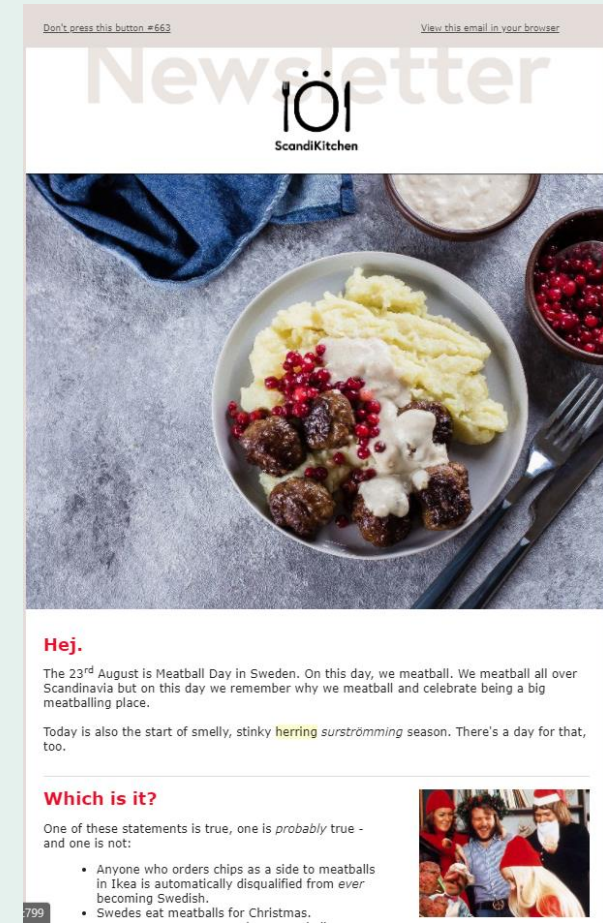 Don't press this button #663
View this email in your browser
Newsletter
ScandiKitchen
Hej.
The 23rd August is Meatball Day in Sweden. On this day, we meatball. We meatball all over
Scandinavia but on this day we remember why we meatball and celebrate being a big
meatballing place.
Today is also the start of smelly, stinky herring surströmming season. There's a day for that,
too.
Which is it?
One of these statements is true, one is probably true -
and one is not:
• Anyone who orders chips as a side to meatballs
in Ikea is automatically disqualified from ever
becoming Swedish.
• Swedes eat meatballs for Christmas.
:799